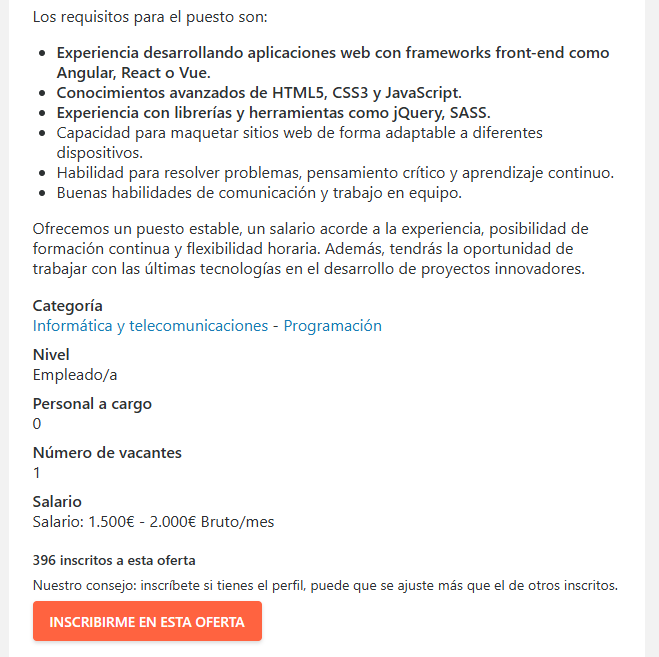 Los requisitos para el puesto son:
Experiencia desarrollando aplicaciones web con frameworks front-end como
Angular, React o Vue.
Conocimientos avanzados de HTML5, CSS3 y JavaScript.
Experiencia con librerías y herramientas como jQuery, SASS.
Capacidad para maquetar sitios web de forma adaptable a diferentes
dispositivos.
Habilidad para resolver problemas, pensamiento crítico y aprendizaje continuo.
Buenas habilidades de comunicación y trabajo en equipo.
Ofrecemos un puesto estable, un salario acorde a la experiencia, posibilidad de
formación continua y flexibilidad horaria. Además, tendrás la oportunidad de
trabajar con las últimas tecnologías en el desarrollo de proyectos innovadores.
Categoría
Informática y telecomunicaciones - Programación
Nivel
Empleado/a
Personal a cargo
0
Número de vacantes
1
Salario
Salario: 1.500€ - 2.000€ Bruto/mes
396 inscritos a esta oferta
Nuestro consejo: inscríbete si tienes el perfil, puede que se ajuste más que el de otros inscritos.
INSCRIBIRME EN ESTA OFERTA